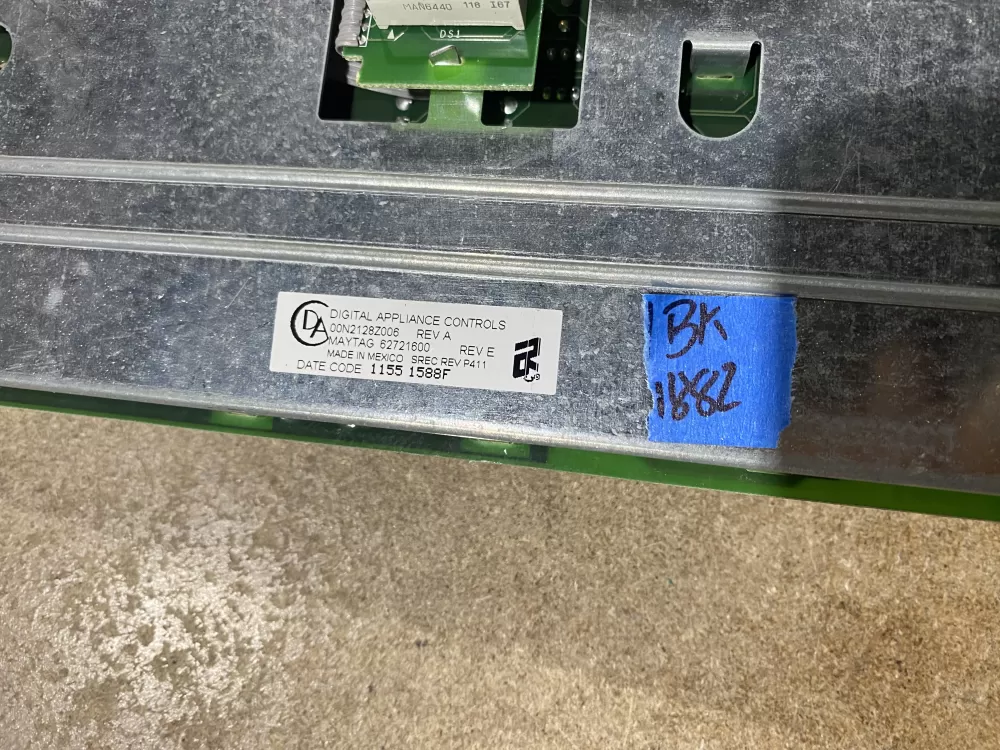 MAN6440 118 I67
DS1
DIGITAL APPLIANCE CONTROLS
00N2128Z006 REV A
MAYTAG 62721600 REV E
MADE IN MEXICO SREC REV P411
DATE CODE 1155 1588F
BK
1882